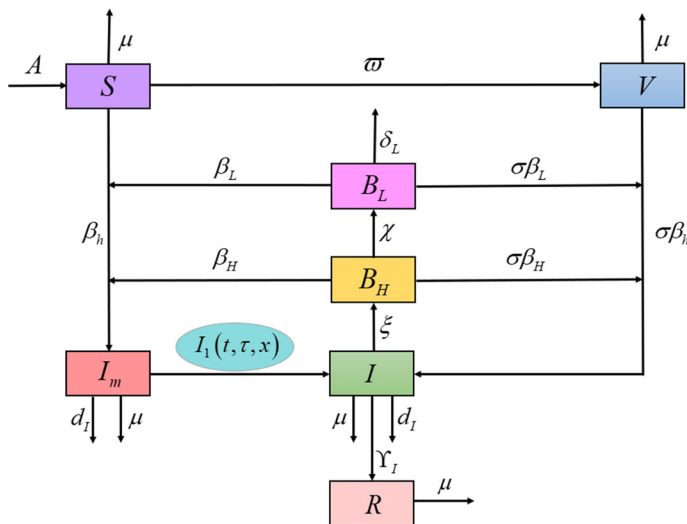 μ
μ
A
S
ϖ
V
δ_L
β_L
B_L
σβ_L
β_h
χ
σβ_h
β_H
B_H
σβ_H
ξ
I_1(t,τ,x)
I_m
I
d_I
μ
μ
d_I
ϒ_I
R
μ